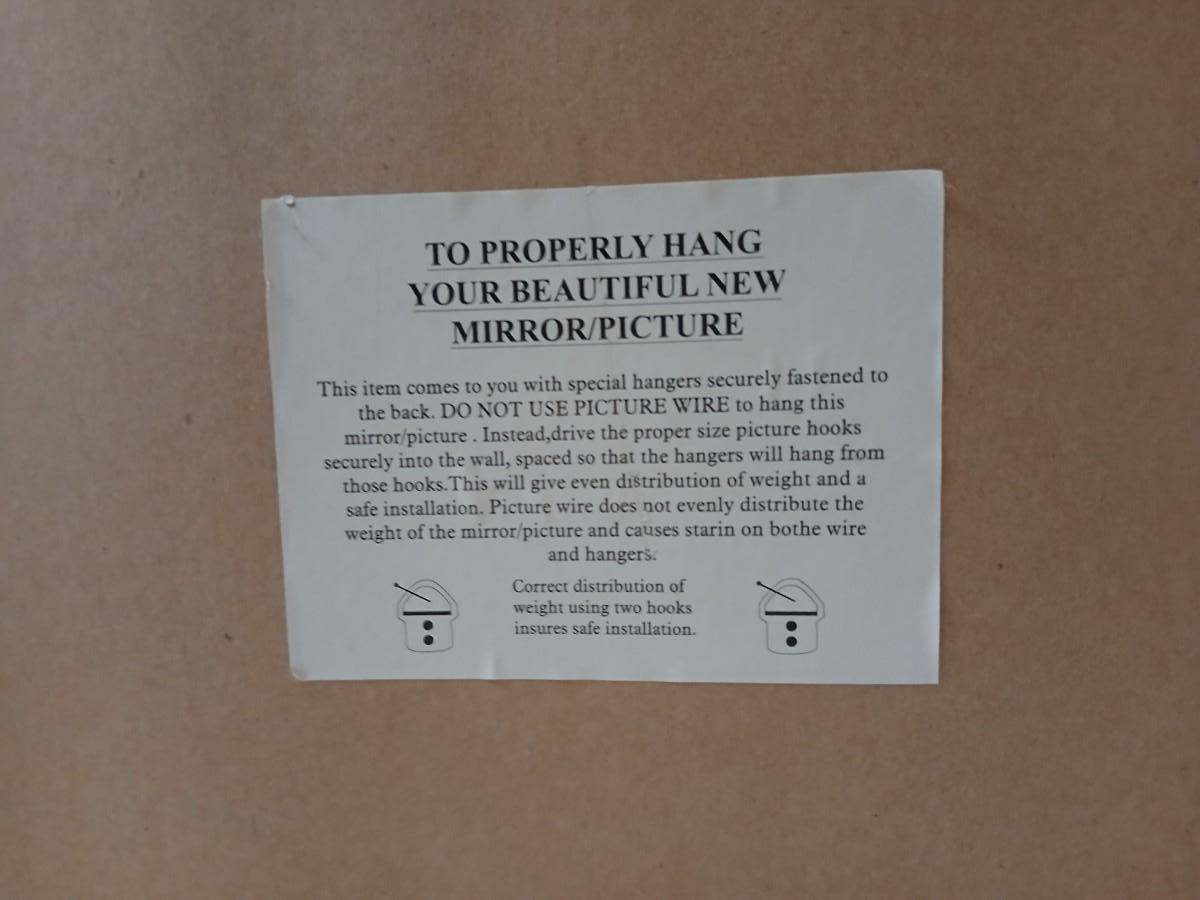 TO PROPERLY HANG
YOUR BEAUTIFUL NEW
MIRROR/PICTURE
This item comes to you with special hangers securely fastened to
the back. DO NOT USE PICTURE WIRE to hang this
mirror/picture . Instead,drive the proper size picture hooks
securely into the wall, spaced so that the hangers will hang from
those hooks.This will give even distribution of weight and a
safe installation. Picture wire does not evenly distribute the
weight of the mirror/picture and causes starin on bothe wire
and hangers.
Correct distribution of
weight using two hooks
insures safe installation.